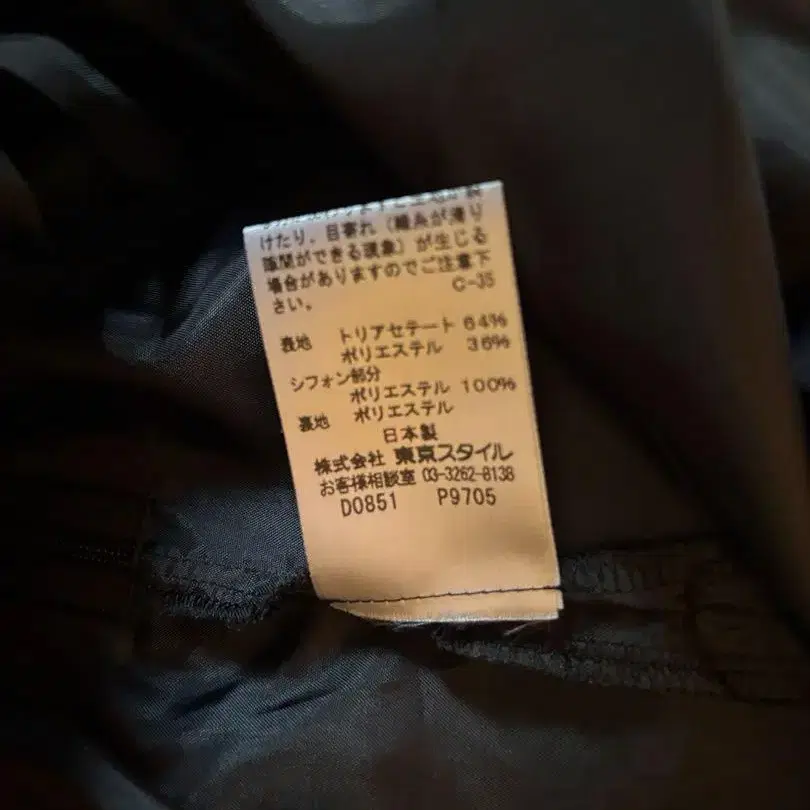 けたり、目寄れ（縫糸が滑り
隙間ができる現象）が生じる
場合がありますのでご注意下
さい。 C-35
表地 トリアセテート 64%
ポリエステル 36%
シフォン部分
ポリエステル 100%
裏地 ポリエステル
日本製
株式会社 東京スタイル
お客様相談室 03-3262-8138
D0851 P9705